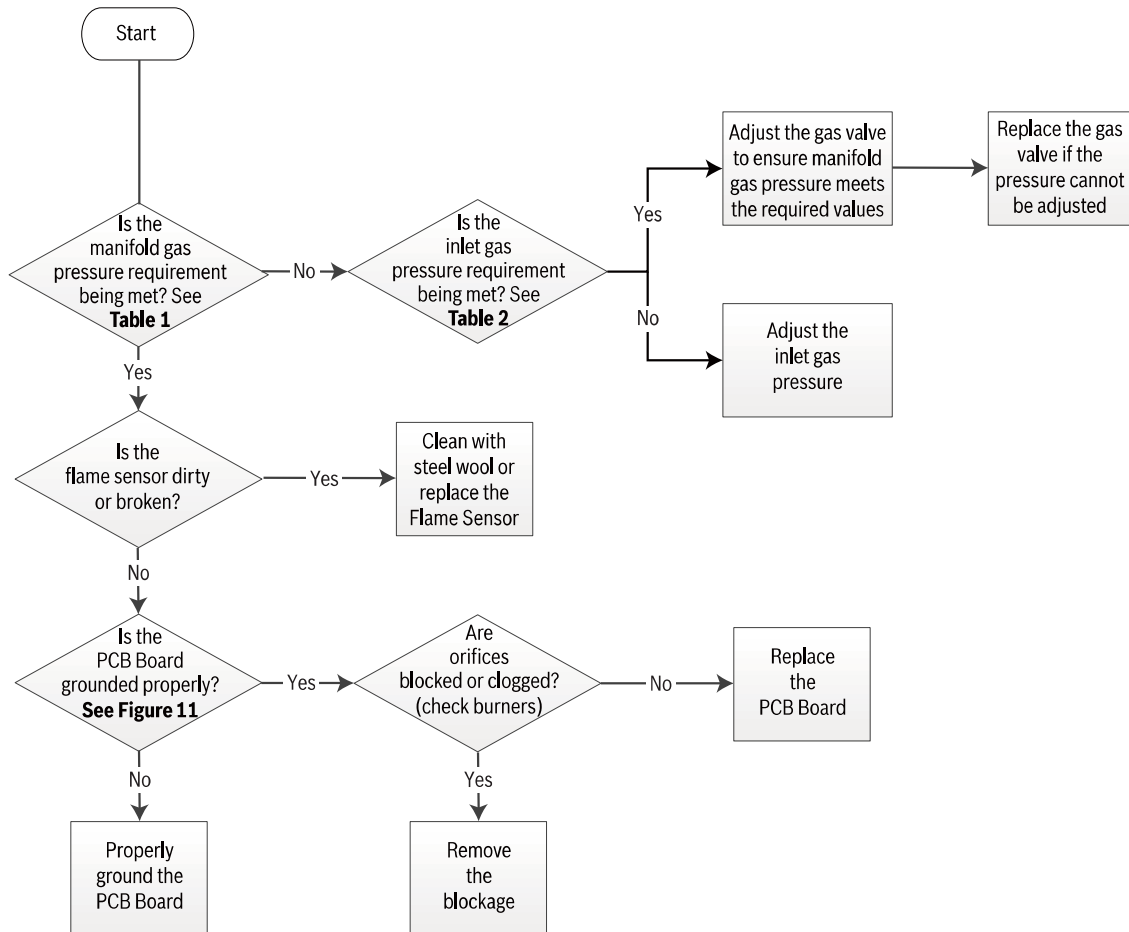 Start
Is the
manifold gas
pressure requirement
being met? See
Table 1
No
Is the
inlet gas
pressure requirement
being met? See
Table 2
Yes
Adjust the gas valve
to ensure manifold
gas pressure meets
the required values
Replace the gas
valve if the
pressure cannot
be adjusted
No
Adjust the
inlet gas
pressure
Yes
Is the
flame sensor dirty
or broken?
Yes
Clean with
steel wool or
replace the
Flame Sensor
No
Is the
PCB Board
grounded properly?
See Figure 11
Yes
Are
orifices
blocked or clogged?
(check burners)
No
Replace
the
PCB Board
No
Properly
ground the
PCB Board
Yes
Remove
the
blockage